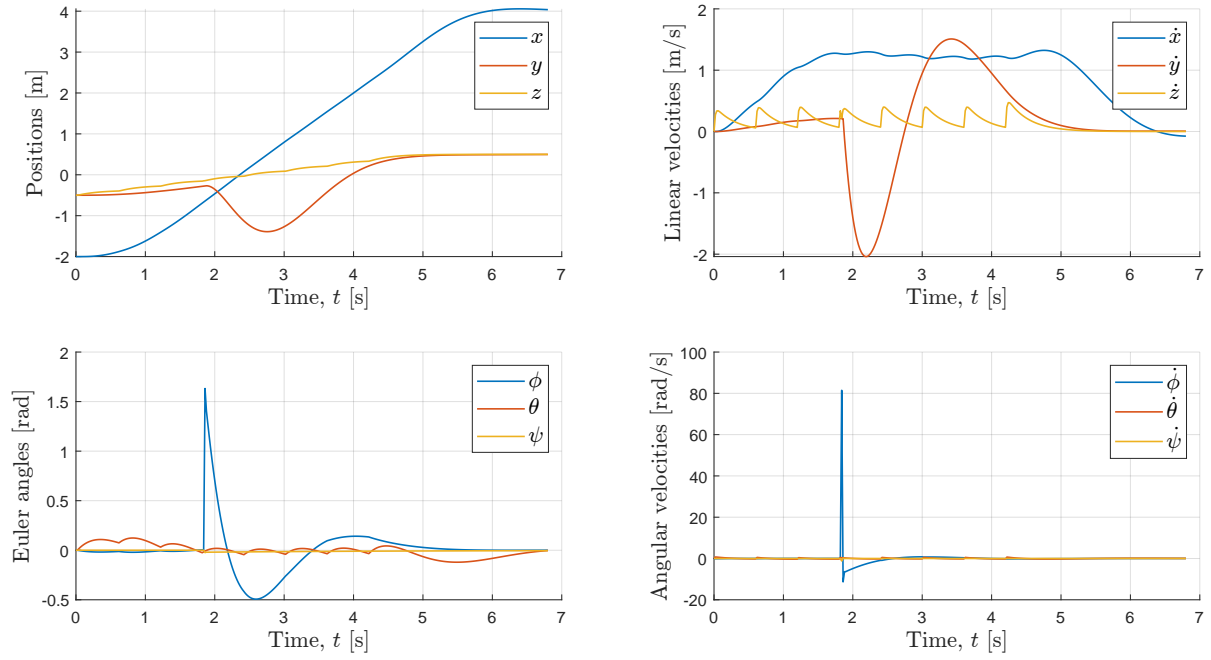 Positions [m]
4
2
0
-1
-2
0
1
2
3
4
5
6
7
Time, t [s]
x
y
z
Linear velocities [m/s]
2
1
0
-1
-2
0
1
2
3
4
5
6
7
Time, t [s]
ẋ
ẏ
ż
Euler angles [rad]
2
1.5
1
0.5
0
-0.5
0
1
2
3
4
5
6
7
Time, t [s]
ϕ
θ
ψ
Angular velocities [rad/s]
100
80
60
40
20
0
-20
0
1
2
3
4
5
6
7
Time, t [s]
ϕ̇
θ̇
ψ̇